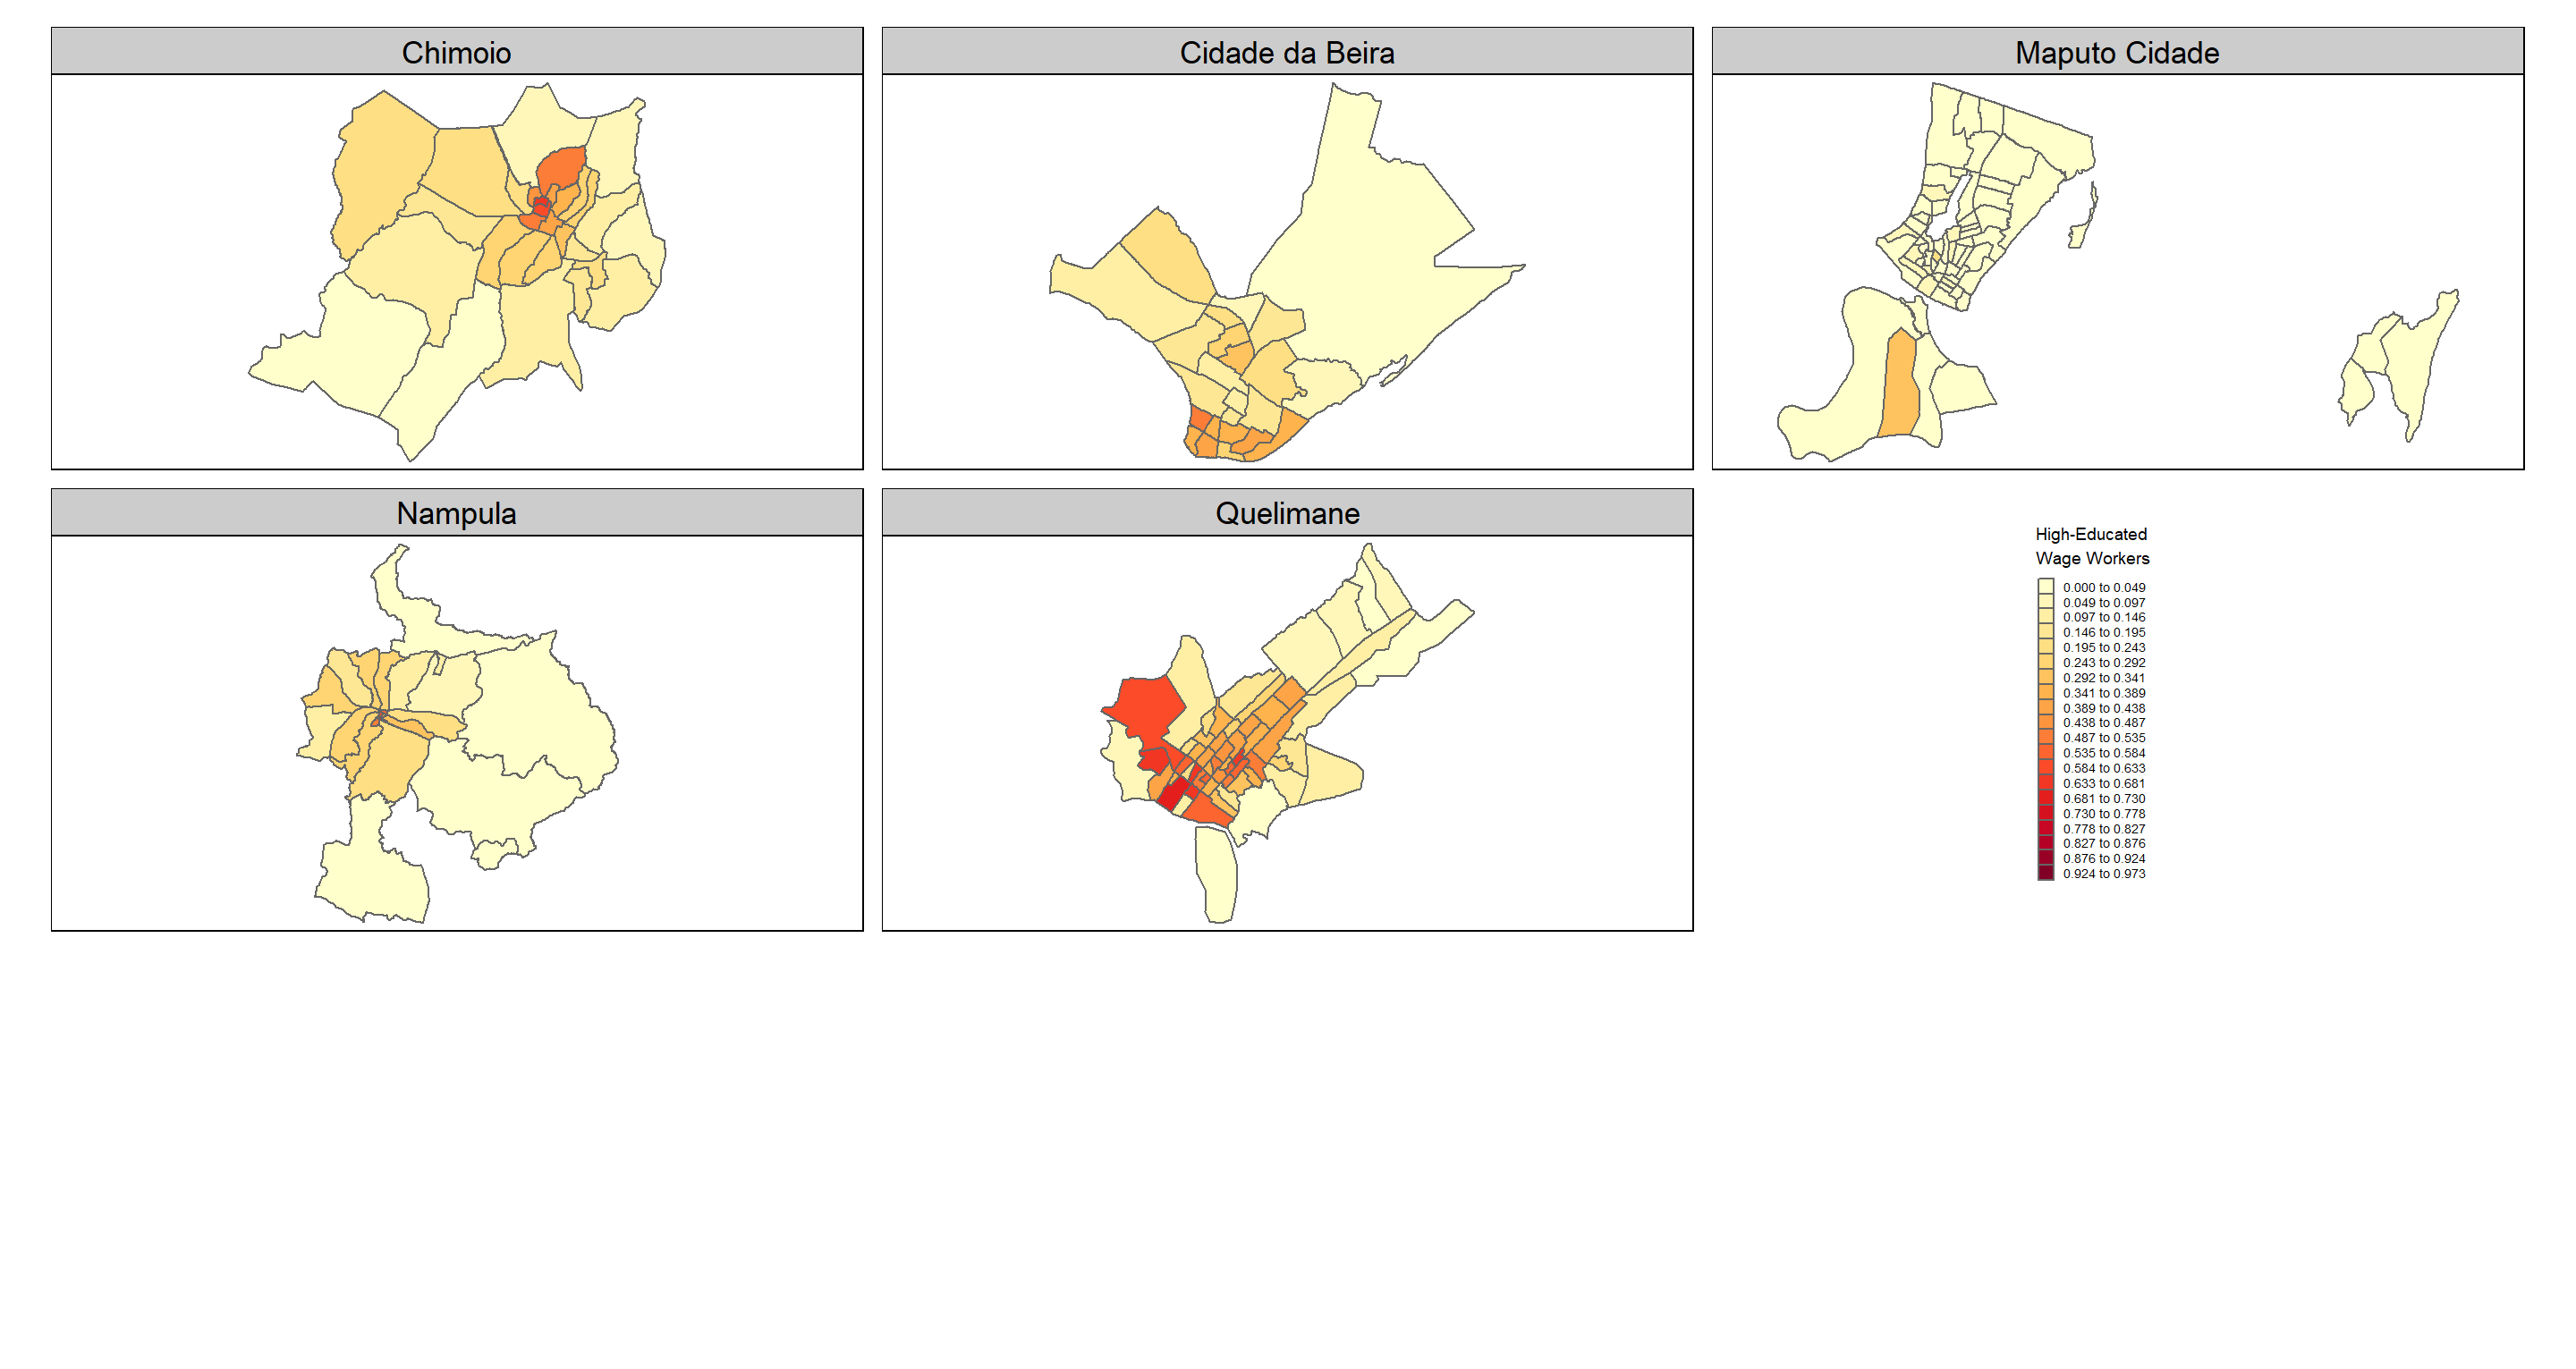 Chimoio
Cidade da Beira
Maputo Cidade
Nampula
Quelimane
High-Educated
Wage Workers
0.000 to 0.049
0.049 to 0.097
0.097 to 0.146
0.146 to 0.195
0.195 to 0.243
0.243 to 0.292
0.292 to 0.341
0.341 to 0.389
0.389 to 0.438
0.438 to 0.487
0.487 to 0.535
0.535 to 0.584
0.584 to 0.633
0.633 to 0.681
0.681 to 0.730
0.730 to 0.778
0.778 to 0.827
0.827 to 0.876
0.876 to 0.924
0.924 to 0.973